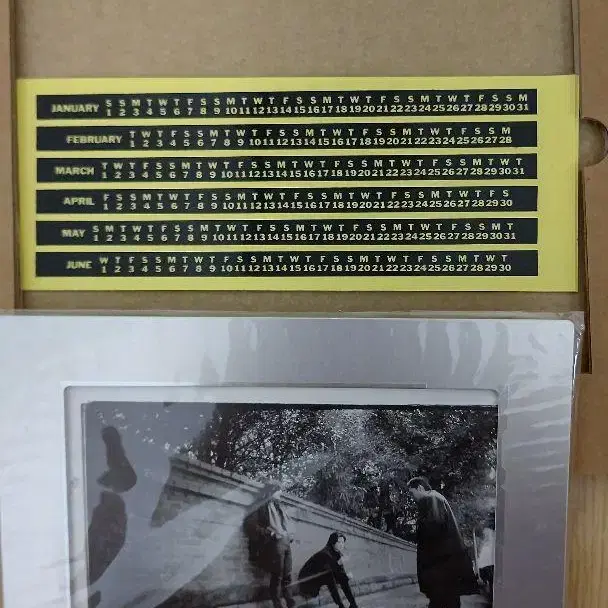 JANUARY S S M T W T F S S M T W T F S S M T W T F S S M T W T F S S M
1 2 3 4 5 6 7 8 9 10 11 12 13 14 15 16 17 18 19 20 21 22 23 24 25 26 27 28 29 30 31
FEBRUARY T W T F S S M T W T F S S M T W T F S S M T W T F S S M
1 2 3 4 5 6 7 8 9 10 11 12 13 14 15 16 17 18 19 20 21 22 23 24 25 26 27 28
MARCH T W T F S S M T W T F S S M T W T F S S M T W T F S S M T W T
1 2 3 4 5 6 7 8 9 10 11 12 13 14 15 16 17 18 19 20 21 22 23 24 25 26 27 28 29 30 31
APRIL F S S M T W T F S S M T W T F S S M T W T F S S M T W T F S
1 2 3 4 5 6 7 8 9 10 11 12 13 14 15 16 17 18 19 20 21 22 23 24 25 26 27 28 29 30
MAY S M T W T F S S M T W T F S S M T W T F S S M T W T F S S M T
1 2 3 4 5 6 7 8 9 10 11 12 13 14 15 16 17 18 19 20 21 22 23 24 25 26 27 28 29 30 31
JUNE W T F S S M T W T F S S M T W T F S S M T W T F S S M T W T
1 2 3 4 5 6 7 8 9 10 11 12 13 14 15 16 17 18 19 20 21 22 23 24 25 26 27 28 29 30